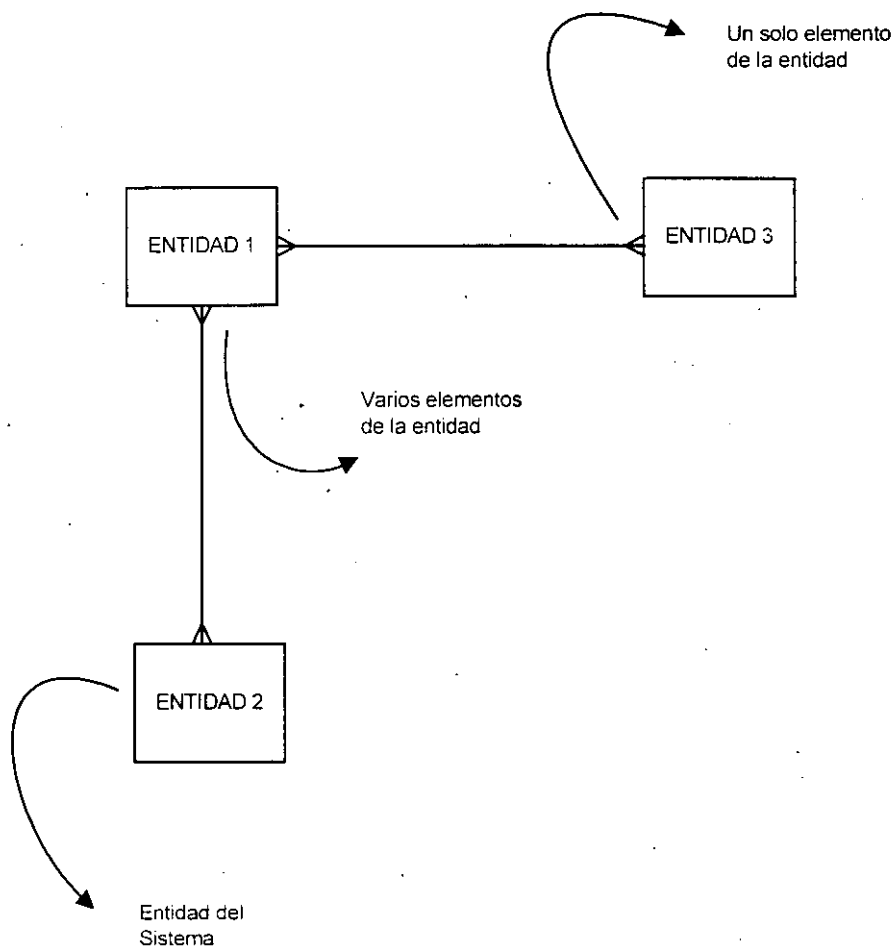 Un solo elemento
de la entidad
ENTIDAD 1
ENTIDAD 3
Varios elementos
de la entidad
ENTIDAD 2
Entidad del
Sistema